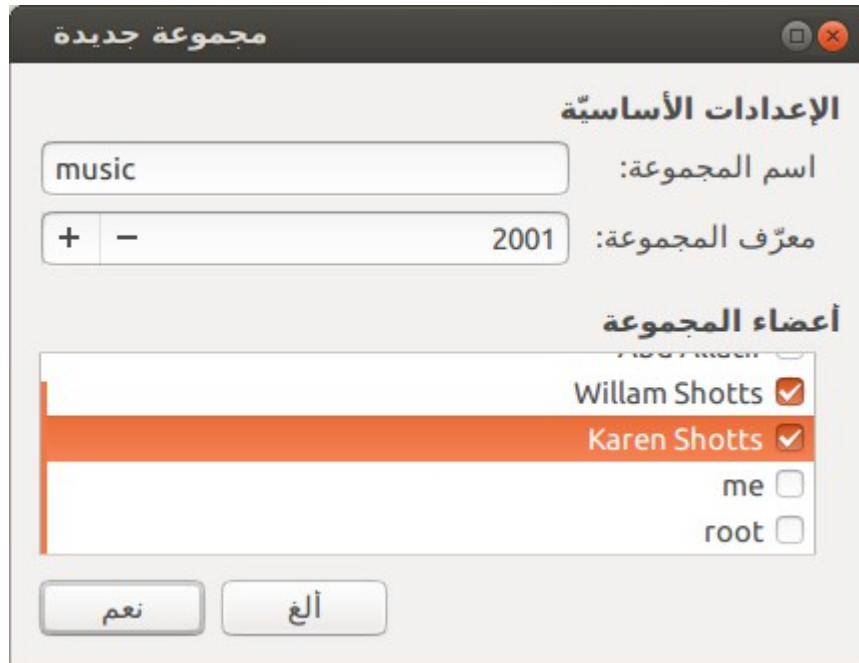 مجموعة جديدة
الإعدادات الأساسيّة
اسم المجموعة: music
معرّف المجموعة: 2001
أعضاء المجموعة
Willam Shotts
Karen Shotts
me
root
ألغ
نعم